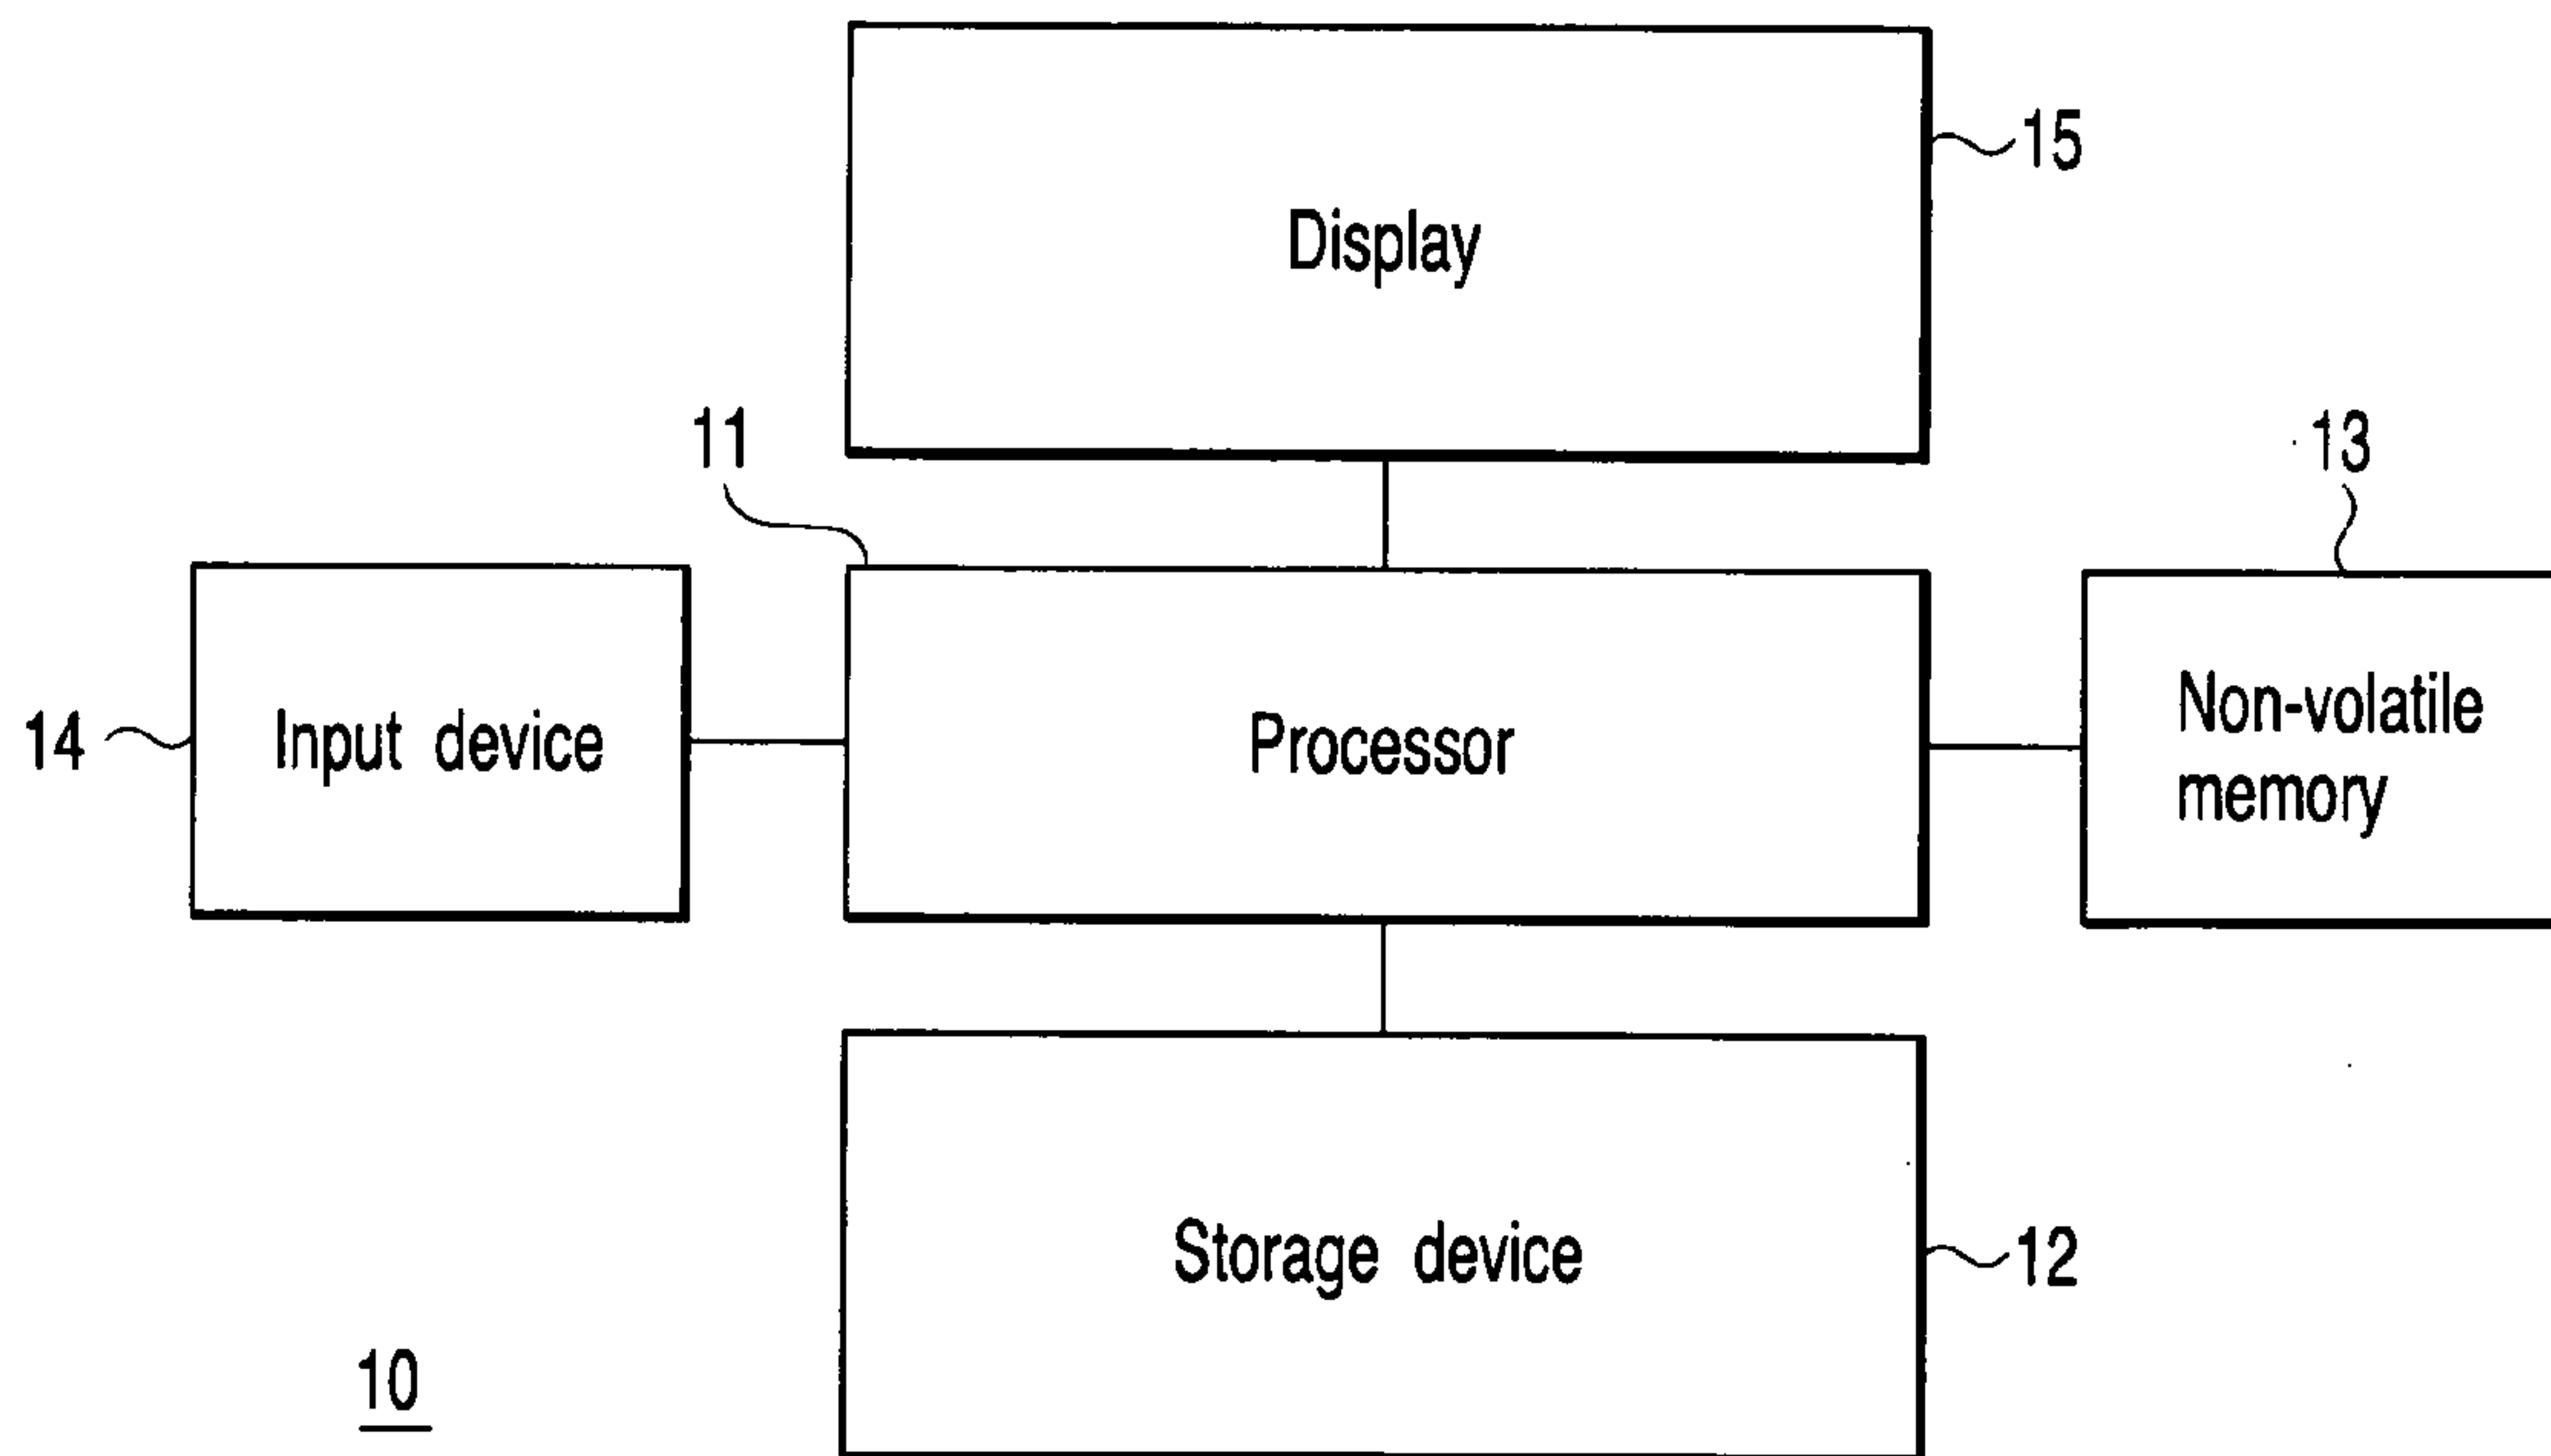 15
Display
11
13
14
Input device
Processor
Non-volatile
memory
Storage device
12
10